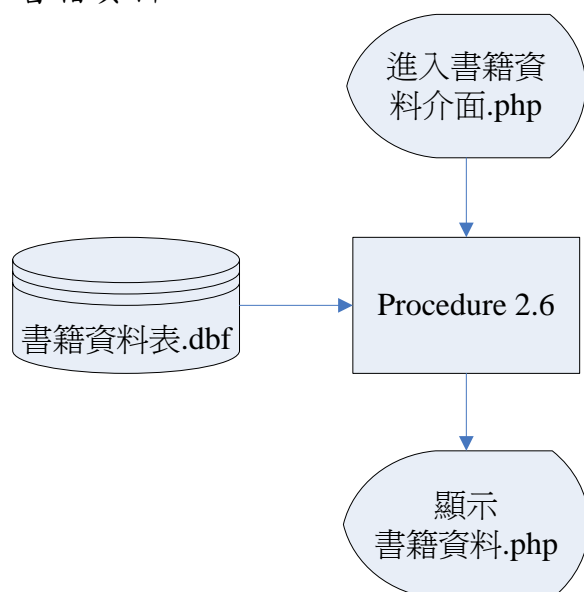 進入書籍資
料介面.php
書籍資料表.dbf
Procedure 2.6
顯示
書籍資料.php